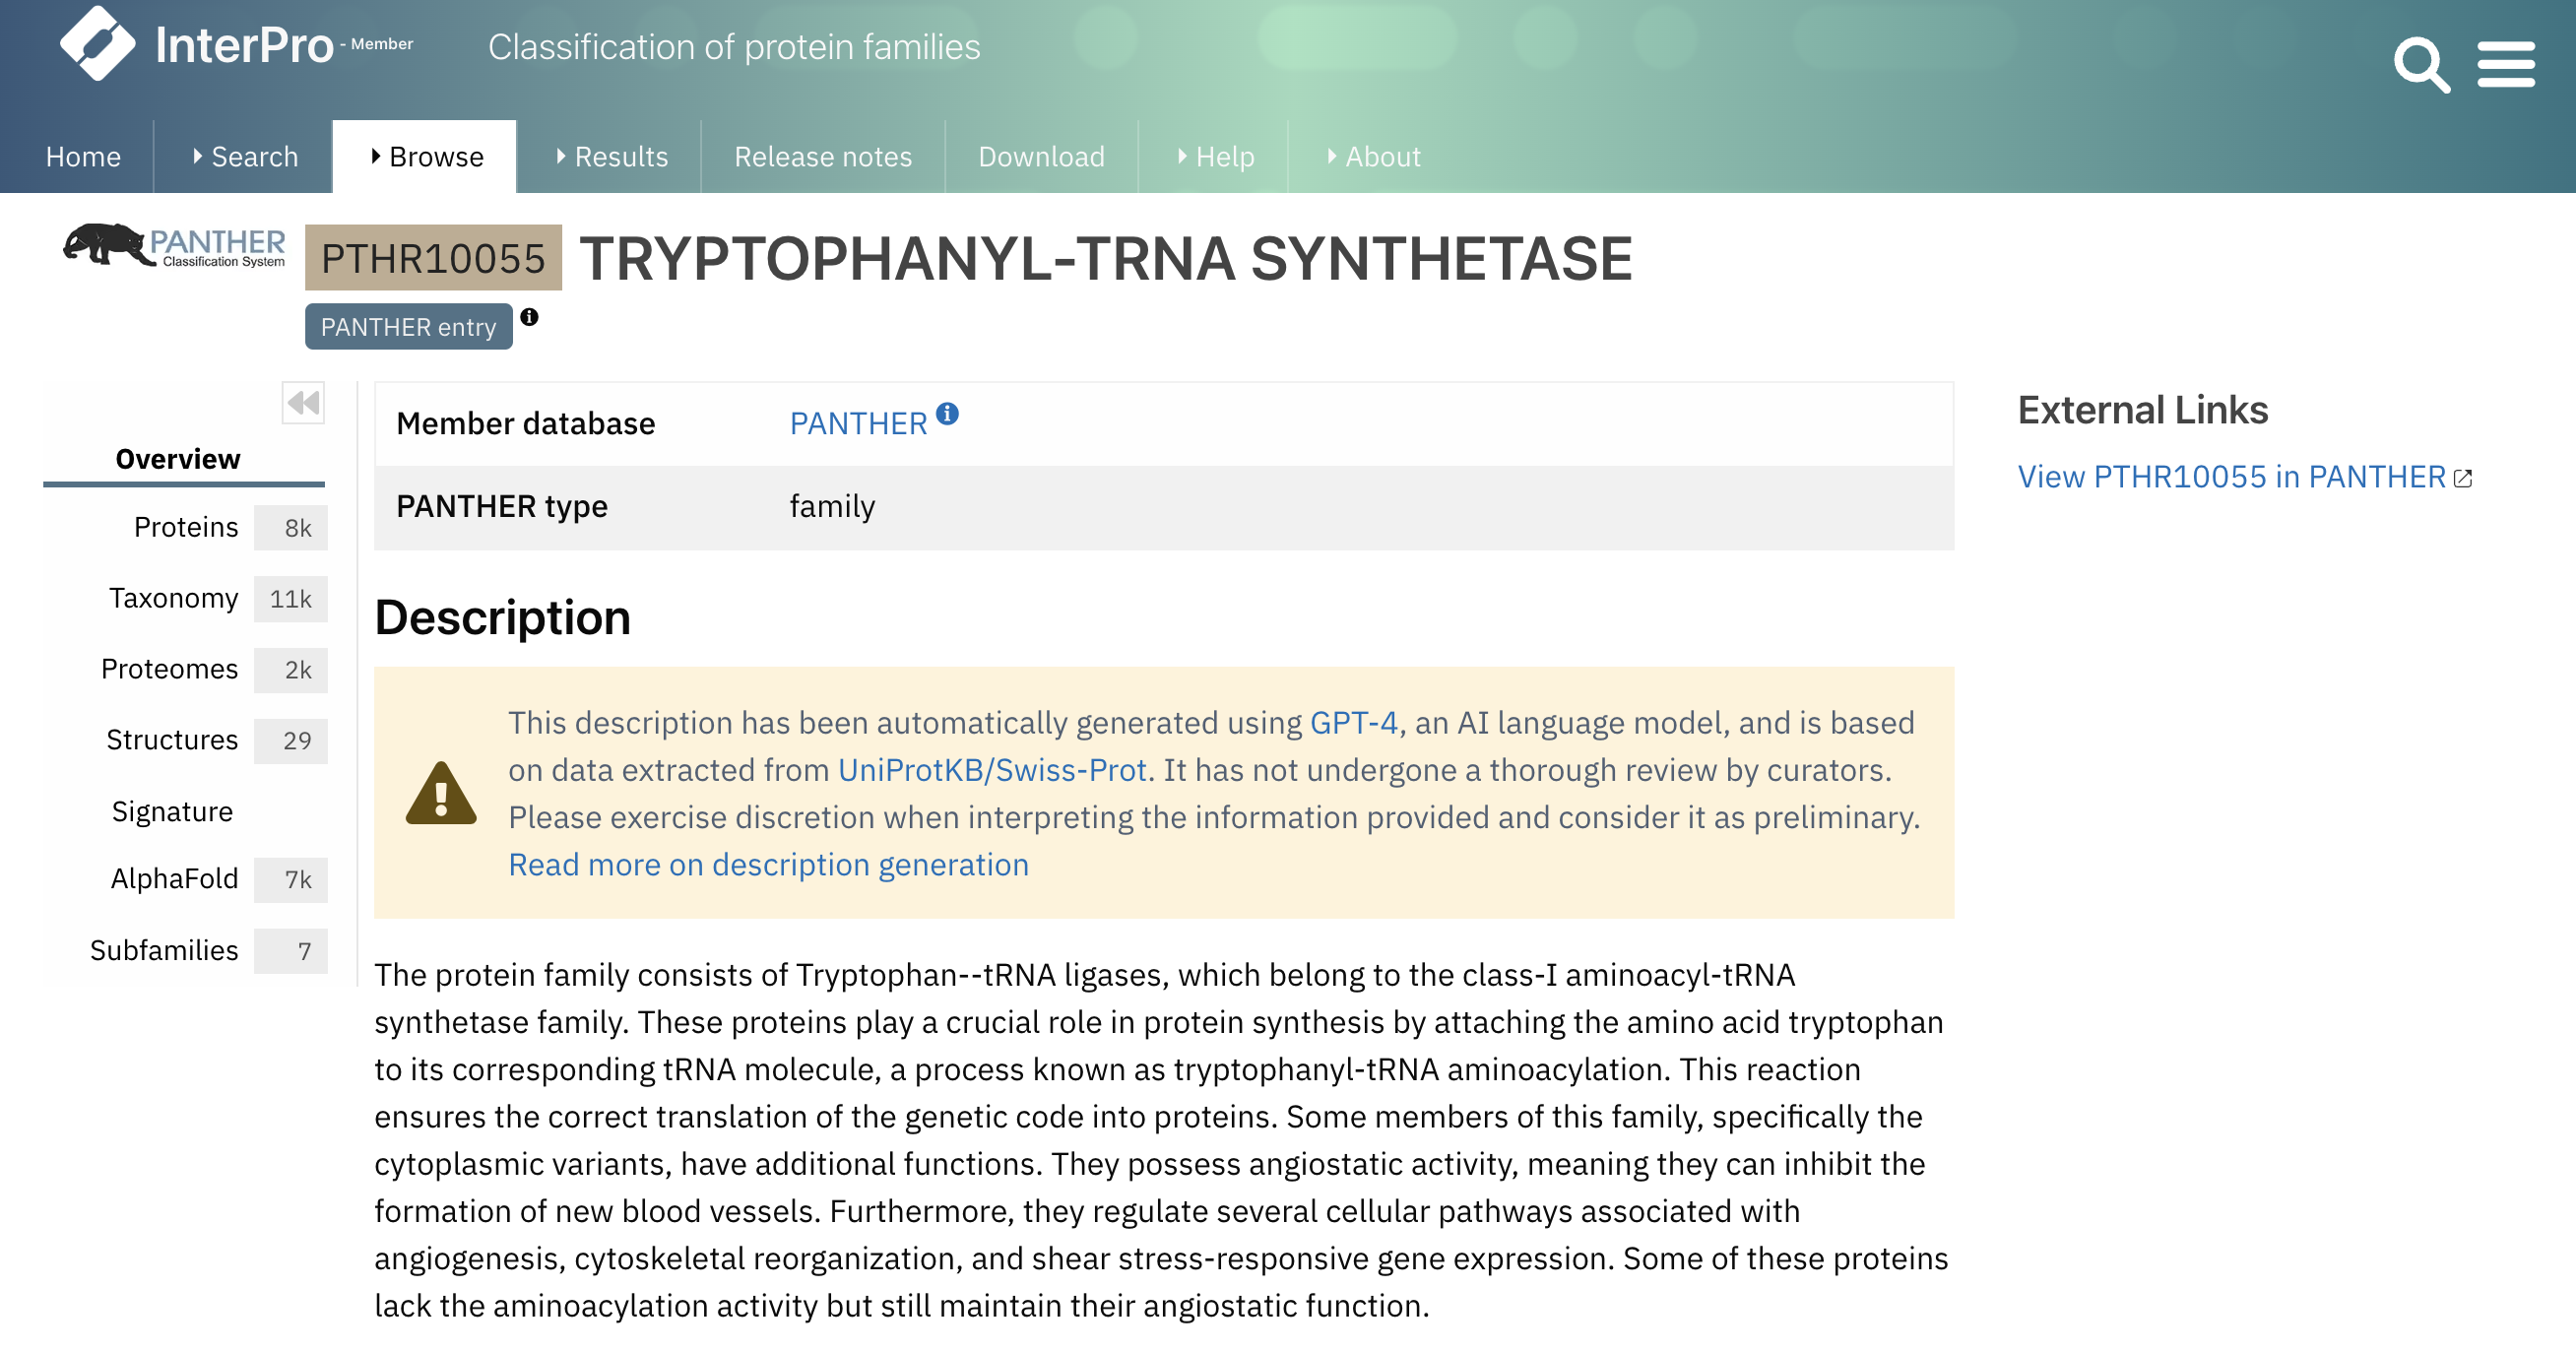 InterPro - Member
Classification of protein families
Home
Search
Browse
Results
Release notes
Download
Help
About
PANTHER
Classification System
PTHR10055
TRYPTOPHANYL-TRNA SYNTHETASE
PANTHER entry
Overview
Proteins 8k
Taxonomy 11k
Proteomes 2k
Structures 29
Signature
AlphaFold 7k
Subfamilies 7
Member database PANTHER
PANTHER type family
Description
This description has been automatically generated using GPT-4, an AI language model, and is based
on data extracted from UniProtKB/Swiss-Prot. It has not undergone a thorough review by curators.
Please exercise discretion when interpreting the information provided and consider it as preliminary.
Read more on description generation
The protein family consists of Tryptophan--tRNA ligases, which belong to the class-I aminoacyl-tRNA
synthetase family. These proteins play a crucial role in protein synthesis by attaching the amino acid tryptophan
to its corresponding tRNA molecule, a process known as tryptophanyl-tRNA aminoacylation. This reaction
ensures the correct translation of the genetic code into proteins. Some members of this family, specifically the
cytoplasmic variants, have additional functions. They possess angiostatic activity, meaning they can inhibit the
formation of new blood vessels. Furthermore, they regulate several cellular pathways associated with
angiogenesis, cytoskeletal reorganization, and shear stress-responsive gene expression. Some of these proteins
lack the aminoacylation activity but still maintain their angiostatic function.
External Links
View PTHR10055 in PANTHER